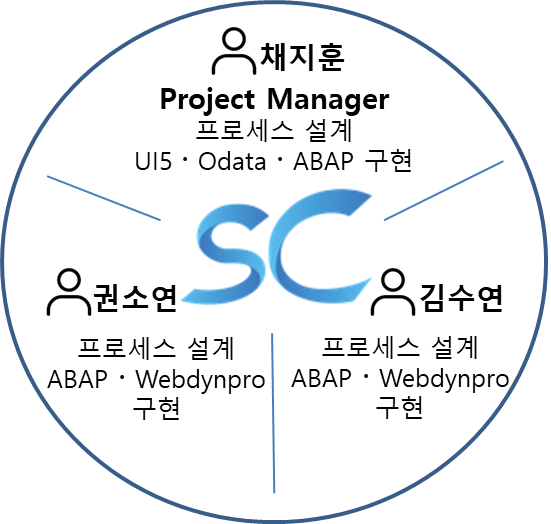 채지훈
Project Manager
프로세스 설계
UI5・Odata・ABAP 구현
SC
권소연
프로세스 설계
ABAP・Webdynpro
구현
김수연
프로세스 설계
ABAP・Webdynpro
구현